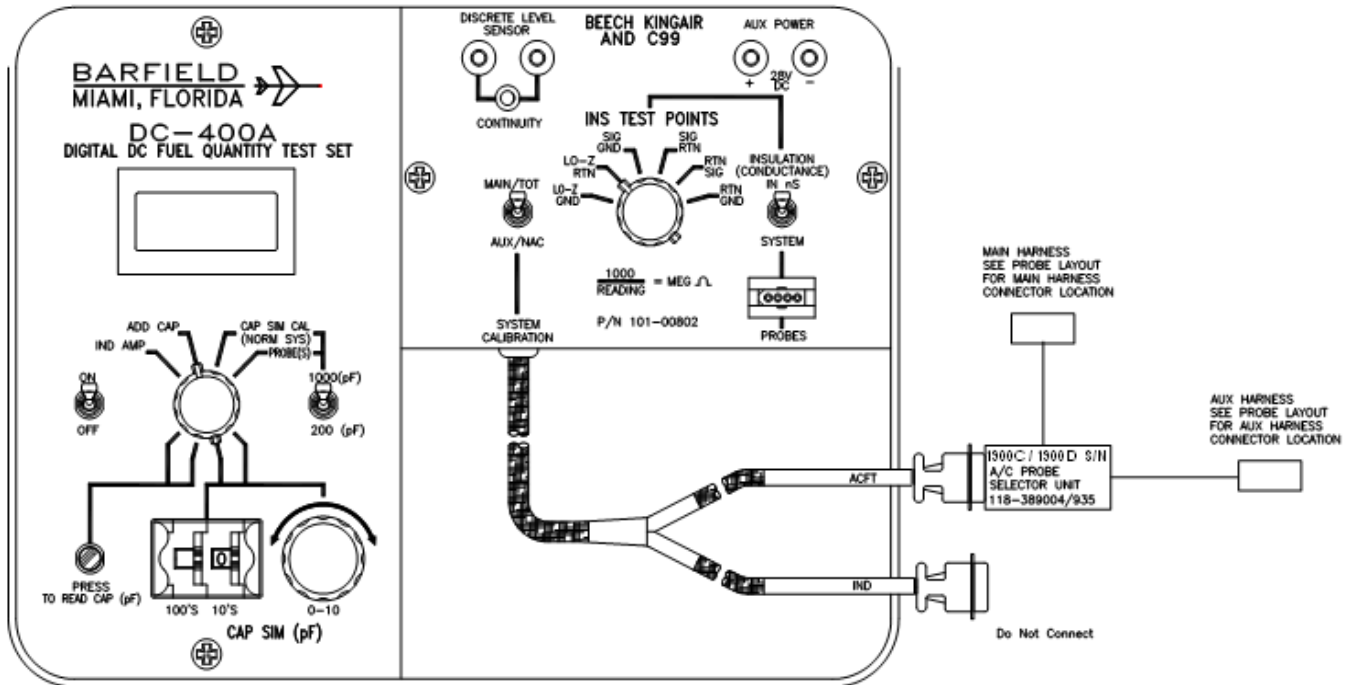 BARFIELD
MIAMI, FLORIDA
DC-400A
DIGITAL DC FUEL QUANTITY TEST SET
IND AMP
ADD CAP
CAP SIM CAL
(NORM SYS)
PROBE(S)
ON
OFF
1000(pF)
200 (pF)
PRESS
TO READ CAP (pF)
0
100'S
10'S
0-10
CAP SIM (pF)
DISCRETE LEVEL
SENSOR
CONTINUITY
BEECH KINGAIR
AND C99
AUX POWER
+
28V
DC
-
INS TEST POINTS
LO-Z
GND
LO-Z
RTN
SIG
GND
SIG
RTN
RTN
SIG
RTN
GND
MAIN/TOT
AUX/NAC
SYSTEM
CALIBRATION
INSULATION
(CONDUCTANCE)
IN nS
SYSTEM
PROBES
1000
READING = MEG Ω
P/N 101-00802
ACFT
IND
Do Not Connect
MAIN HARNESS
SEE PROBE LAYOUT
FOR MAIN HARNESS
CONNECTOR LOCATION
1900C / 1900D S/N
A/C PROBE
SELECTOR UNIT
118-389004/935
AUX HARNESS
SEE PROBE LAYOUT
FOR AUX HARNESS
CONNECTOR LOCATION